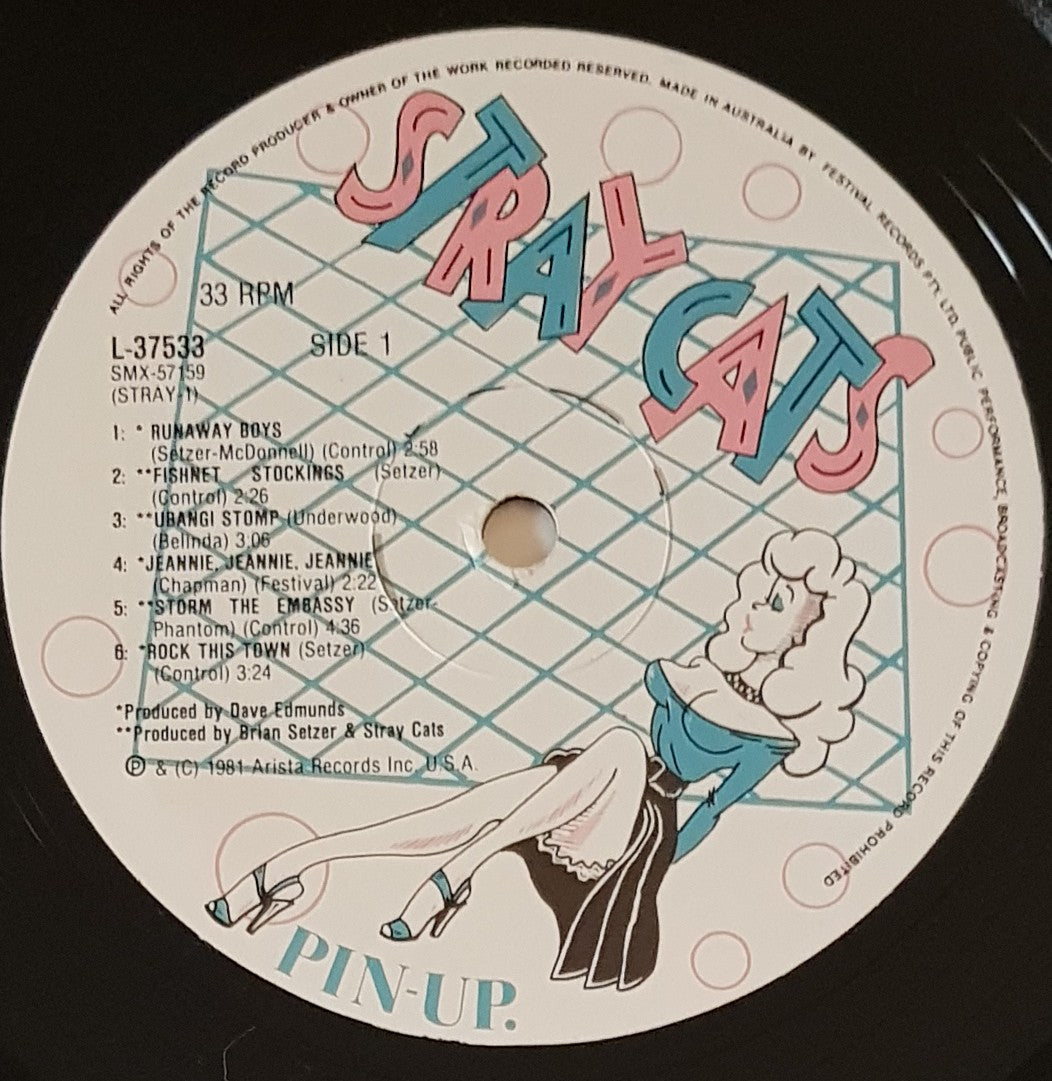 ALL RIGHTS OF THE RECORD PRODUCER & OWNER OF THE WORK RECORDED RESERVED. MADE IN AUSTRALIA BY FESTIVAL RECORDS PTY. LTD. PUBLIC PERFORMANCE, BROADCASTING & COPYING OF THIS RECORD PROHIBITED
STRAY CATS
33 RPM
L-37533 SIDE 1
SMX-57159
(STRAY-1)
1: * RUNAWAY BOYS
(Setzer-McDonnell) (Control) 2:58
2: **FISHNET STOCKINGS (Setzer)
(Control) 2:26
3: **UBANGI STOMP (Underwood)
(Belinda) 3:06
4: *JEANNIE, JEANNIE, JEANNIE
(Chapman) (Festival) 2:22
5: **STORM THE EMBASSY (Setzer-
Phantom) (Control) 4:36
6: *ROCK THIS TOWN (Setzer)
(Control) 3:24
*Produced by Dave Edmunds
**Produced by Brian Setzer & Stray Cats
℗ & (C) 1981 Arista Records Inc. U.S.A.
PIN-UP.